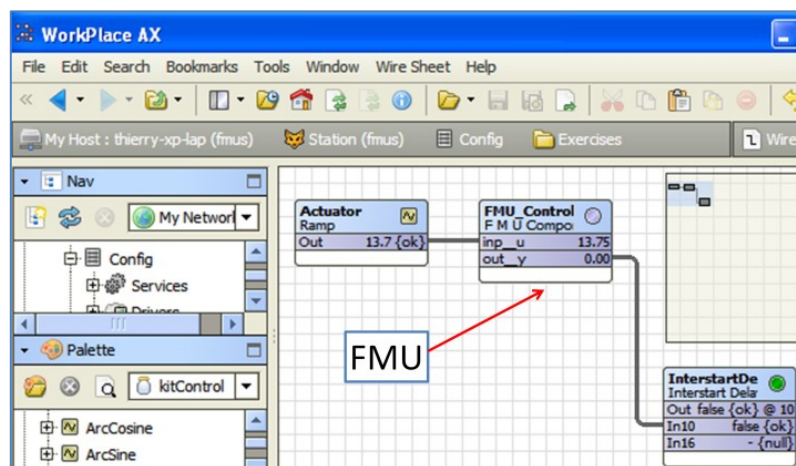 WorkPlace AX
File Edit Search Bookmarks Tools Window Wire Sheet Help
My Host : thierry-xp-lap (fmus) Station (fmus) Config Exercises Wire
Nav
My Networ
Config
Services
Palette
kitControl
ArcCosine
ArcSine
Actuator
Ramp
Out 13.7 {ok}
FMU_Control
F M U Compo
inp__u 13.75
out__y 0.00
FMU
InterstartDe
Interstart Dela
Out false {ok} @ 10
In10 false {ok}
In16 - {null}